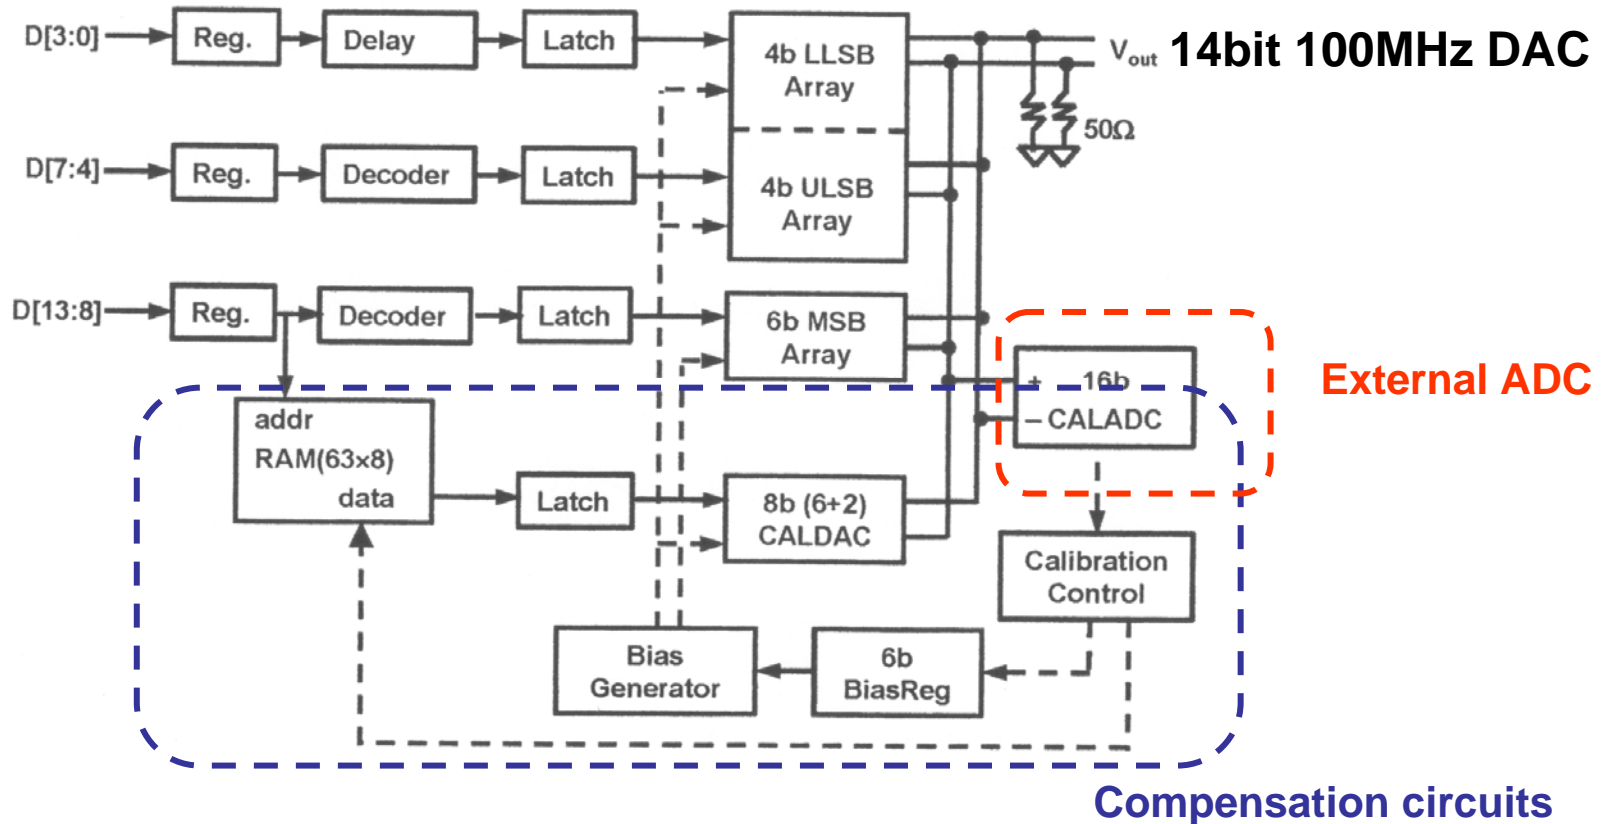 D[3:0]
Reg.
Delay
Latch
4b LLSB
Array
Vout
14bit 100MHz DAC
50Ω
D[7:4]
Reg.
Decoder
Latch
4b ULSB
Array
D[13:8]
Reg.
Decoder
Latch
6b MSB
Array
+ 16b
– CALADC
External ADC
addr
RAM(63×8)
data
Latch
8b (6+2)
CALDAC
Calibration
Control
Bias
Generator
6b
BiasReg
Compensation circuits